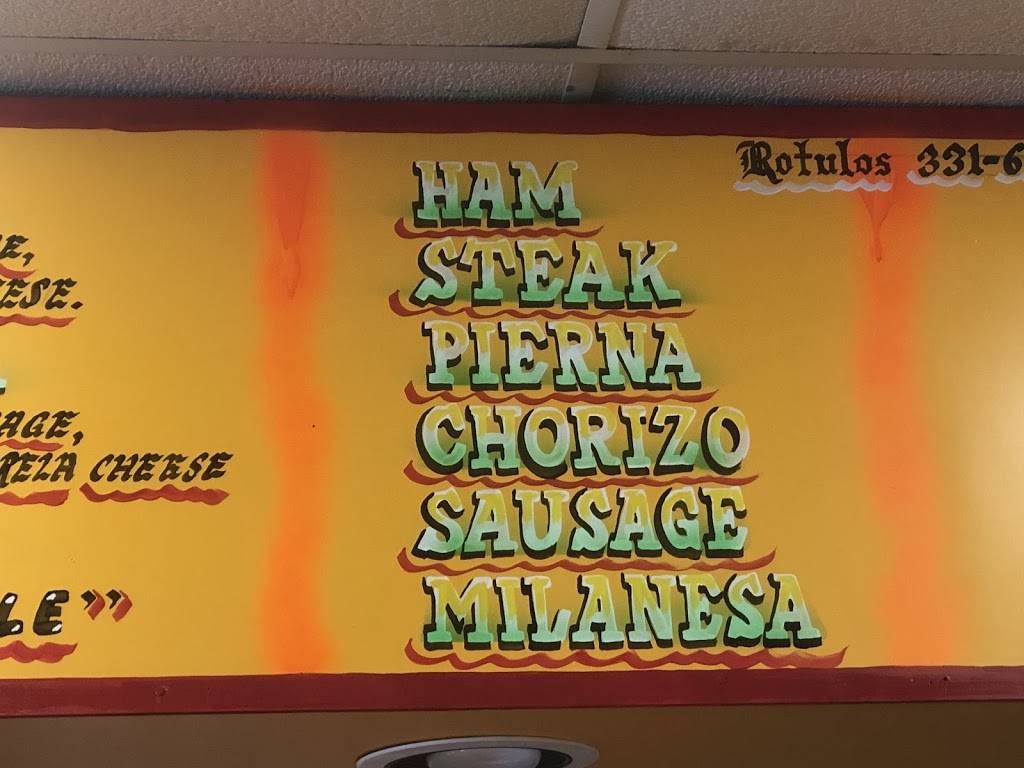 CHEESE
HAM
STEAK
PIERNA
CHORIZO
SAUSAGE
MILANESA
Rotulos 331-6